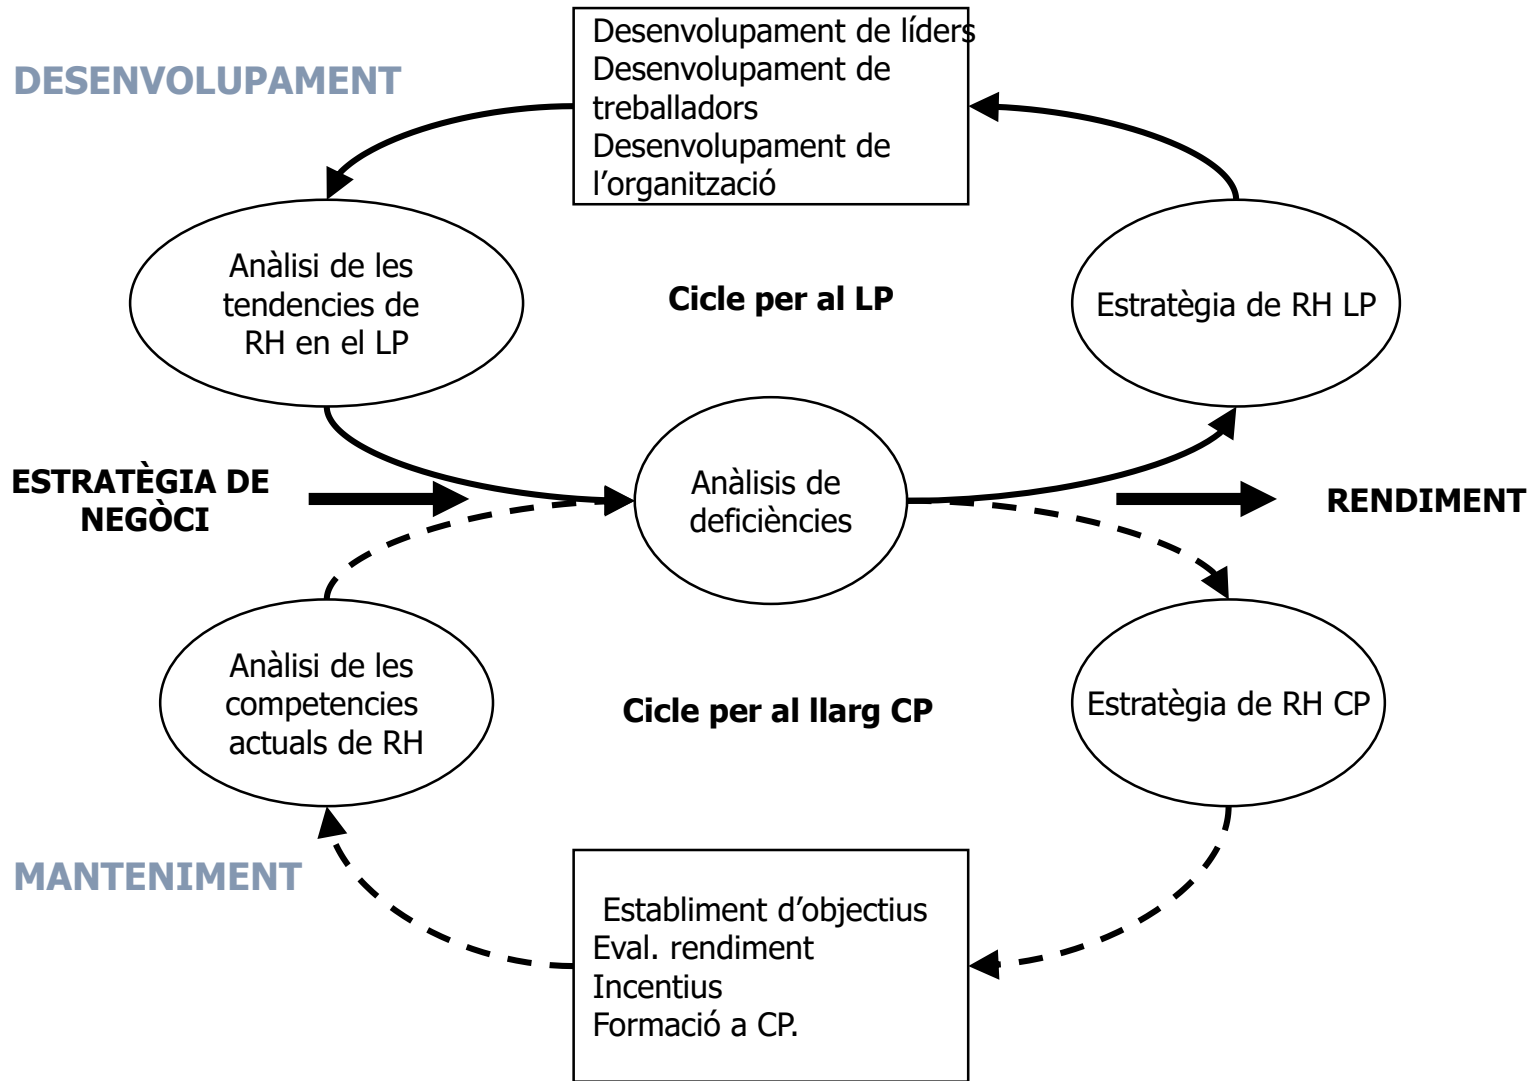 Desenvolupament de líders
Desenvolupament de
treballadors
Desenvolupament de
l’organització
DESENVOLUPAMENT
Anàlisi de les
tendencies de
RH en el LP
Cicle per al LP
Estratègia de RH LP
ESTRATÈGIA DE
NEGÒCI
Anàlisis de
deficiències
RENDIMENT
Anàlisi de les
competencies
actuals de RH
Cicle per al llarg CP
Estratègia de RH CP
MANTENIMENT
Establiment d’objectius
Eval. rendiment
Incentius
Formació a CP.